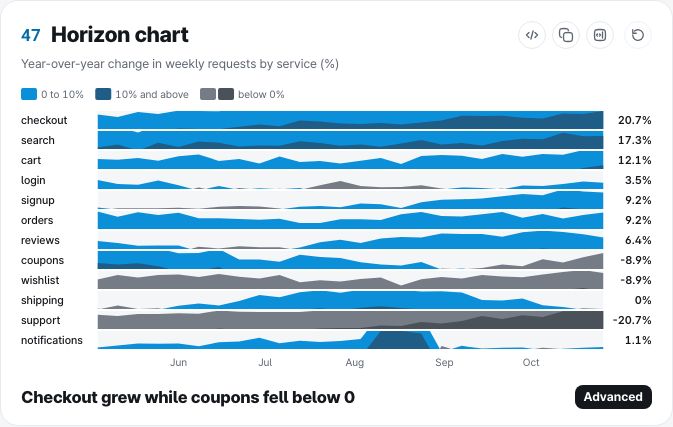 47 Horizon chart
Year-over-year change in weekly requests by service (%)
0 to 10% 10% and above below 0%
checkout 20.7%
search 17.3%
cart 12.1%
login 3.5%
signup 9.2%
orders 9.2%
reviews 6.4%
coupons -8.9%
wishlist -8.9%
shipping 0%
support -20.7%
notifications 1.1%
Jun Jul Aug Sep Oct
Checkout grew while coupons fell below 0
Advanced